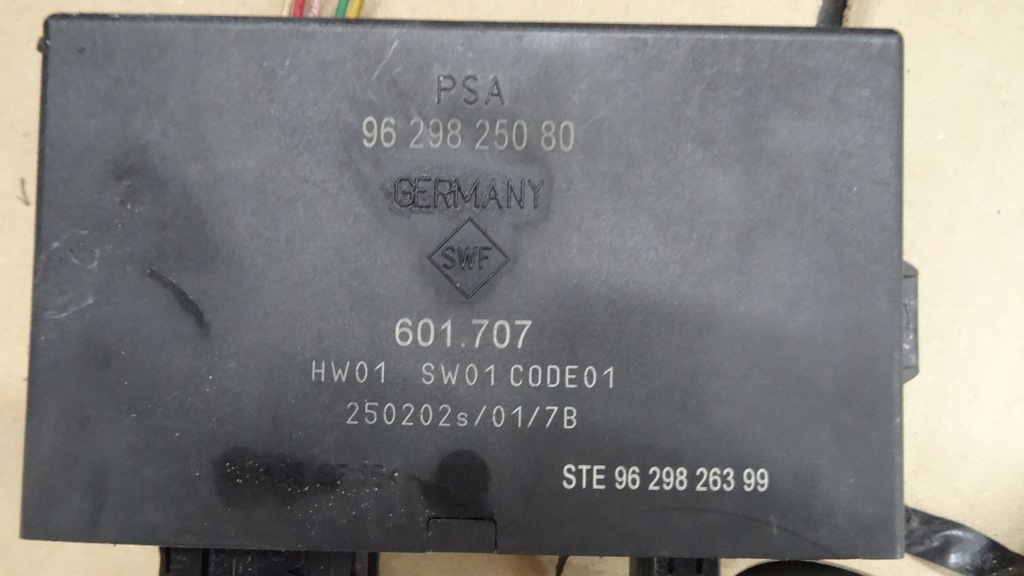 PSA
96 298 250 80
GERMANY
SWF
601.707
HW01 SW01 CODE01
250202s/01/7B
STE 96 298 263 99